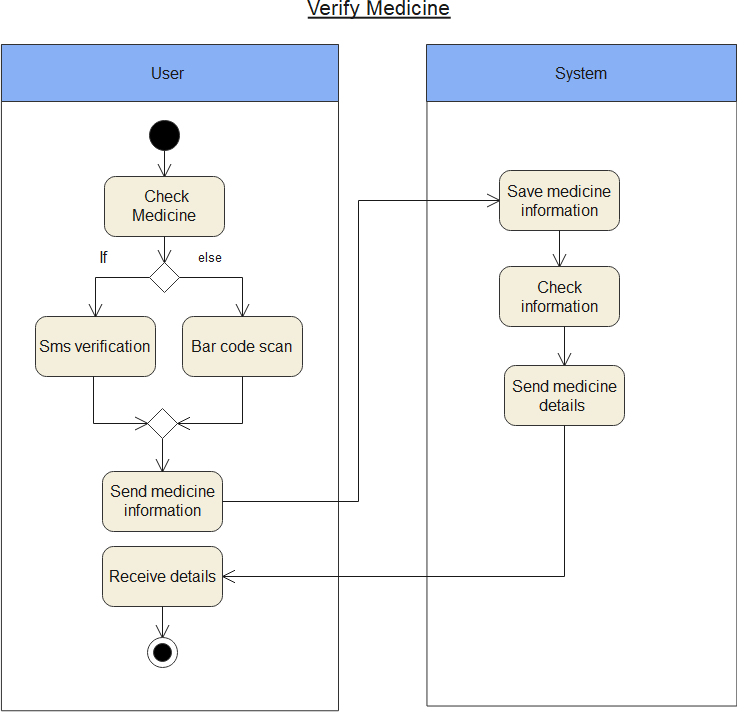 Verify Medicine
User
System
Check
Medicine
If
else
Sms verification
Bar code scan
Send medicine
information
Receive details
Save medicine
information
Check
information
Send medicine
details